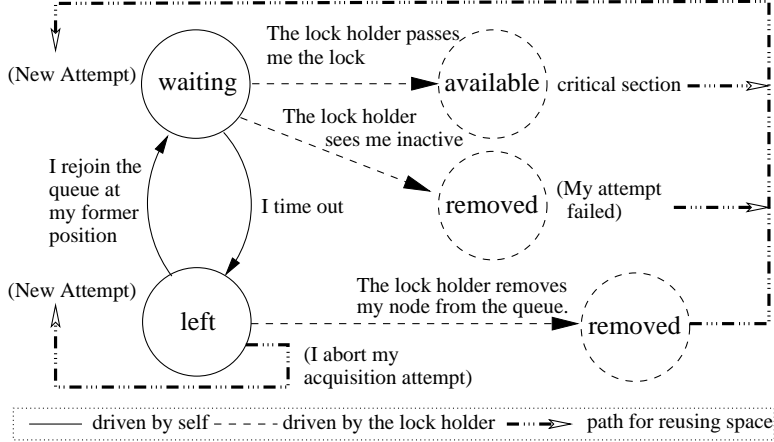 The lock holder passes
me the lock
(New Attempt)
waiting
available
critical section
The lock holder
sees me inactive
I rejoin the
queue at
my former
position
I time out
removed
(My attempt
failed)
(New Attempt)
left
The lock holder removes
my node from the queue.
removed
(I abort my
acquisition attempt)
driven by self
driven by the lock holder
path for reusing space